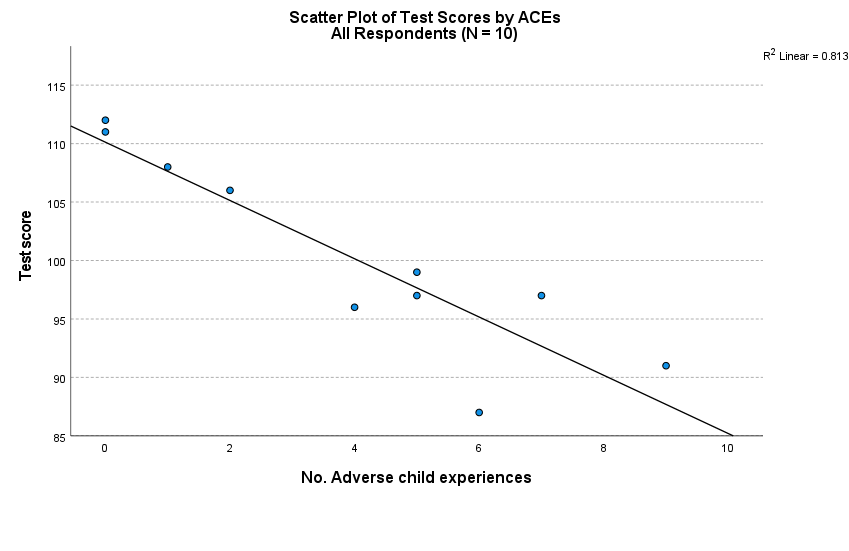 Scatter Plot of Test Scores by ACEs
All Respondents (N = 10)
R2 Linear = 0.813
115
110
105
100
95
90
85
Test score
0 2 4 6 8 10
No. Adverse child experiences